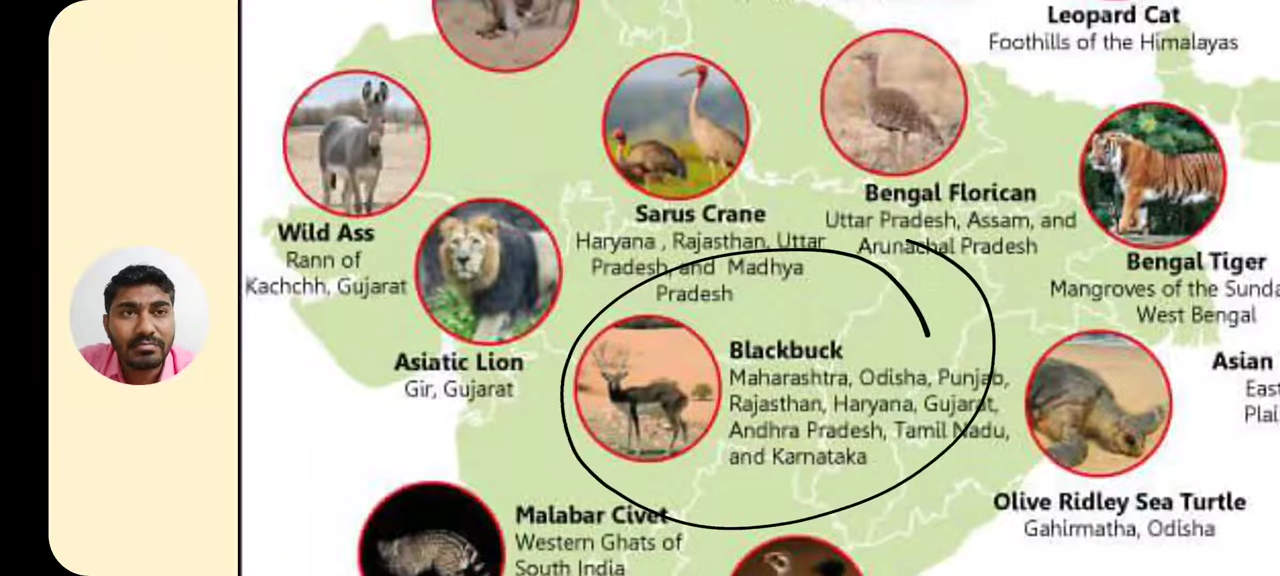 Leopard Cat
Foothills of the Himalayas
Wild Ass
Rann of
Kachchh, Gujarat
Asiatic Lion
Gir, Gujarat
Sarus Crane
Haryana , Rajasthan, Uttar
Pradesh, and Madhya
Pradesh
Bengal Florican
Uttar Pradesh, Assam, and
Arunachal Pradesh
Bengal Tiger
Mangroves of the
West Bengal
Blackbuck
Maharashtra, Odisha, Punjab,
Rajasthan, Haryana, Gujarat,
Andhra Pradesh, Tamil Nadu,
and Karnataka
Asian
Olive Ridley Sea Turtle
Gahirmatha, Odisha
Malabar Civet
Western Ghats of
South India